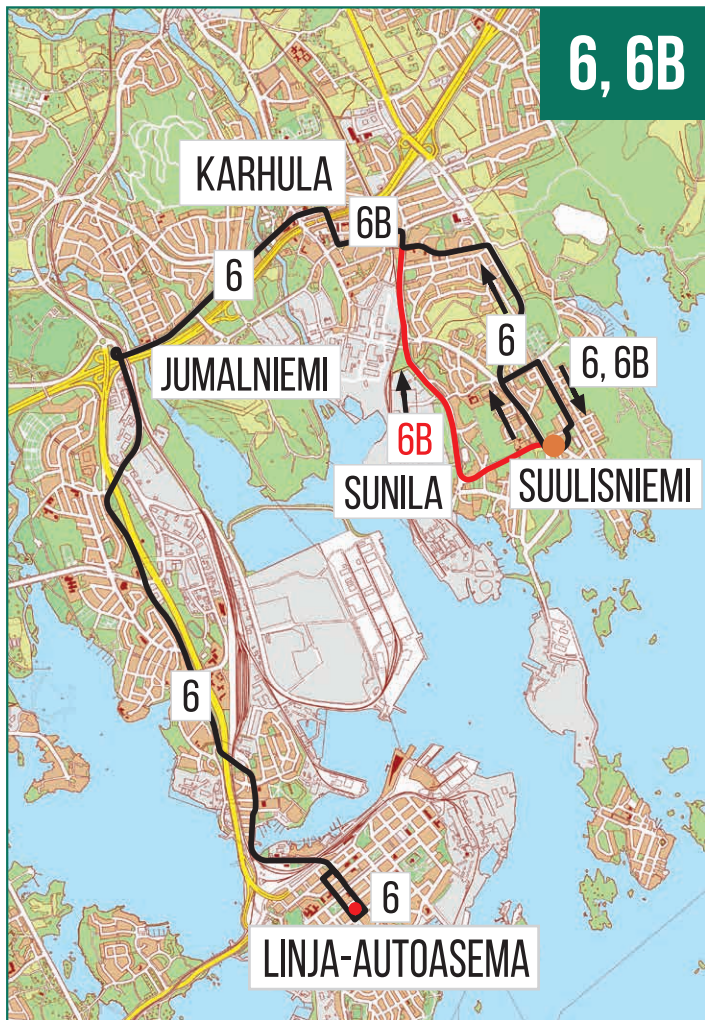 6, 6B
KARHULA
6B
6
6
6, 6B
JUMALNIEMI
6B
SUNILA
SUULISNIEMI
6
6
LINJA-AUTOASEMA